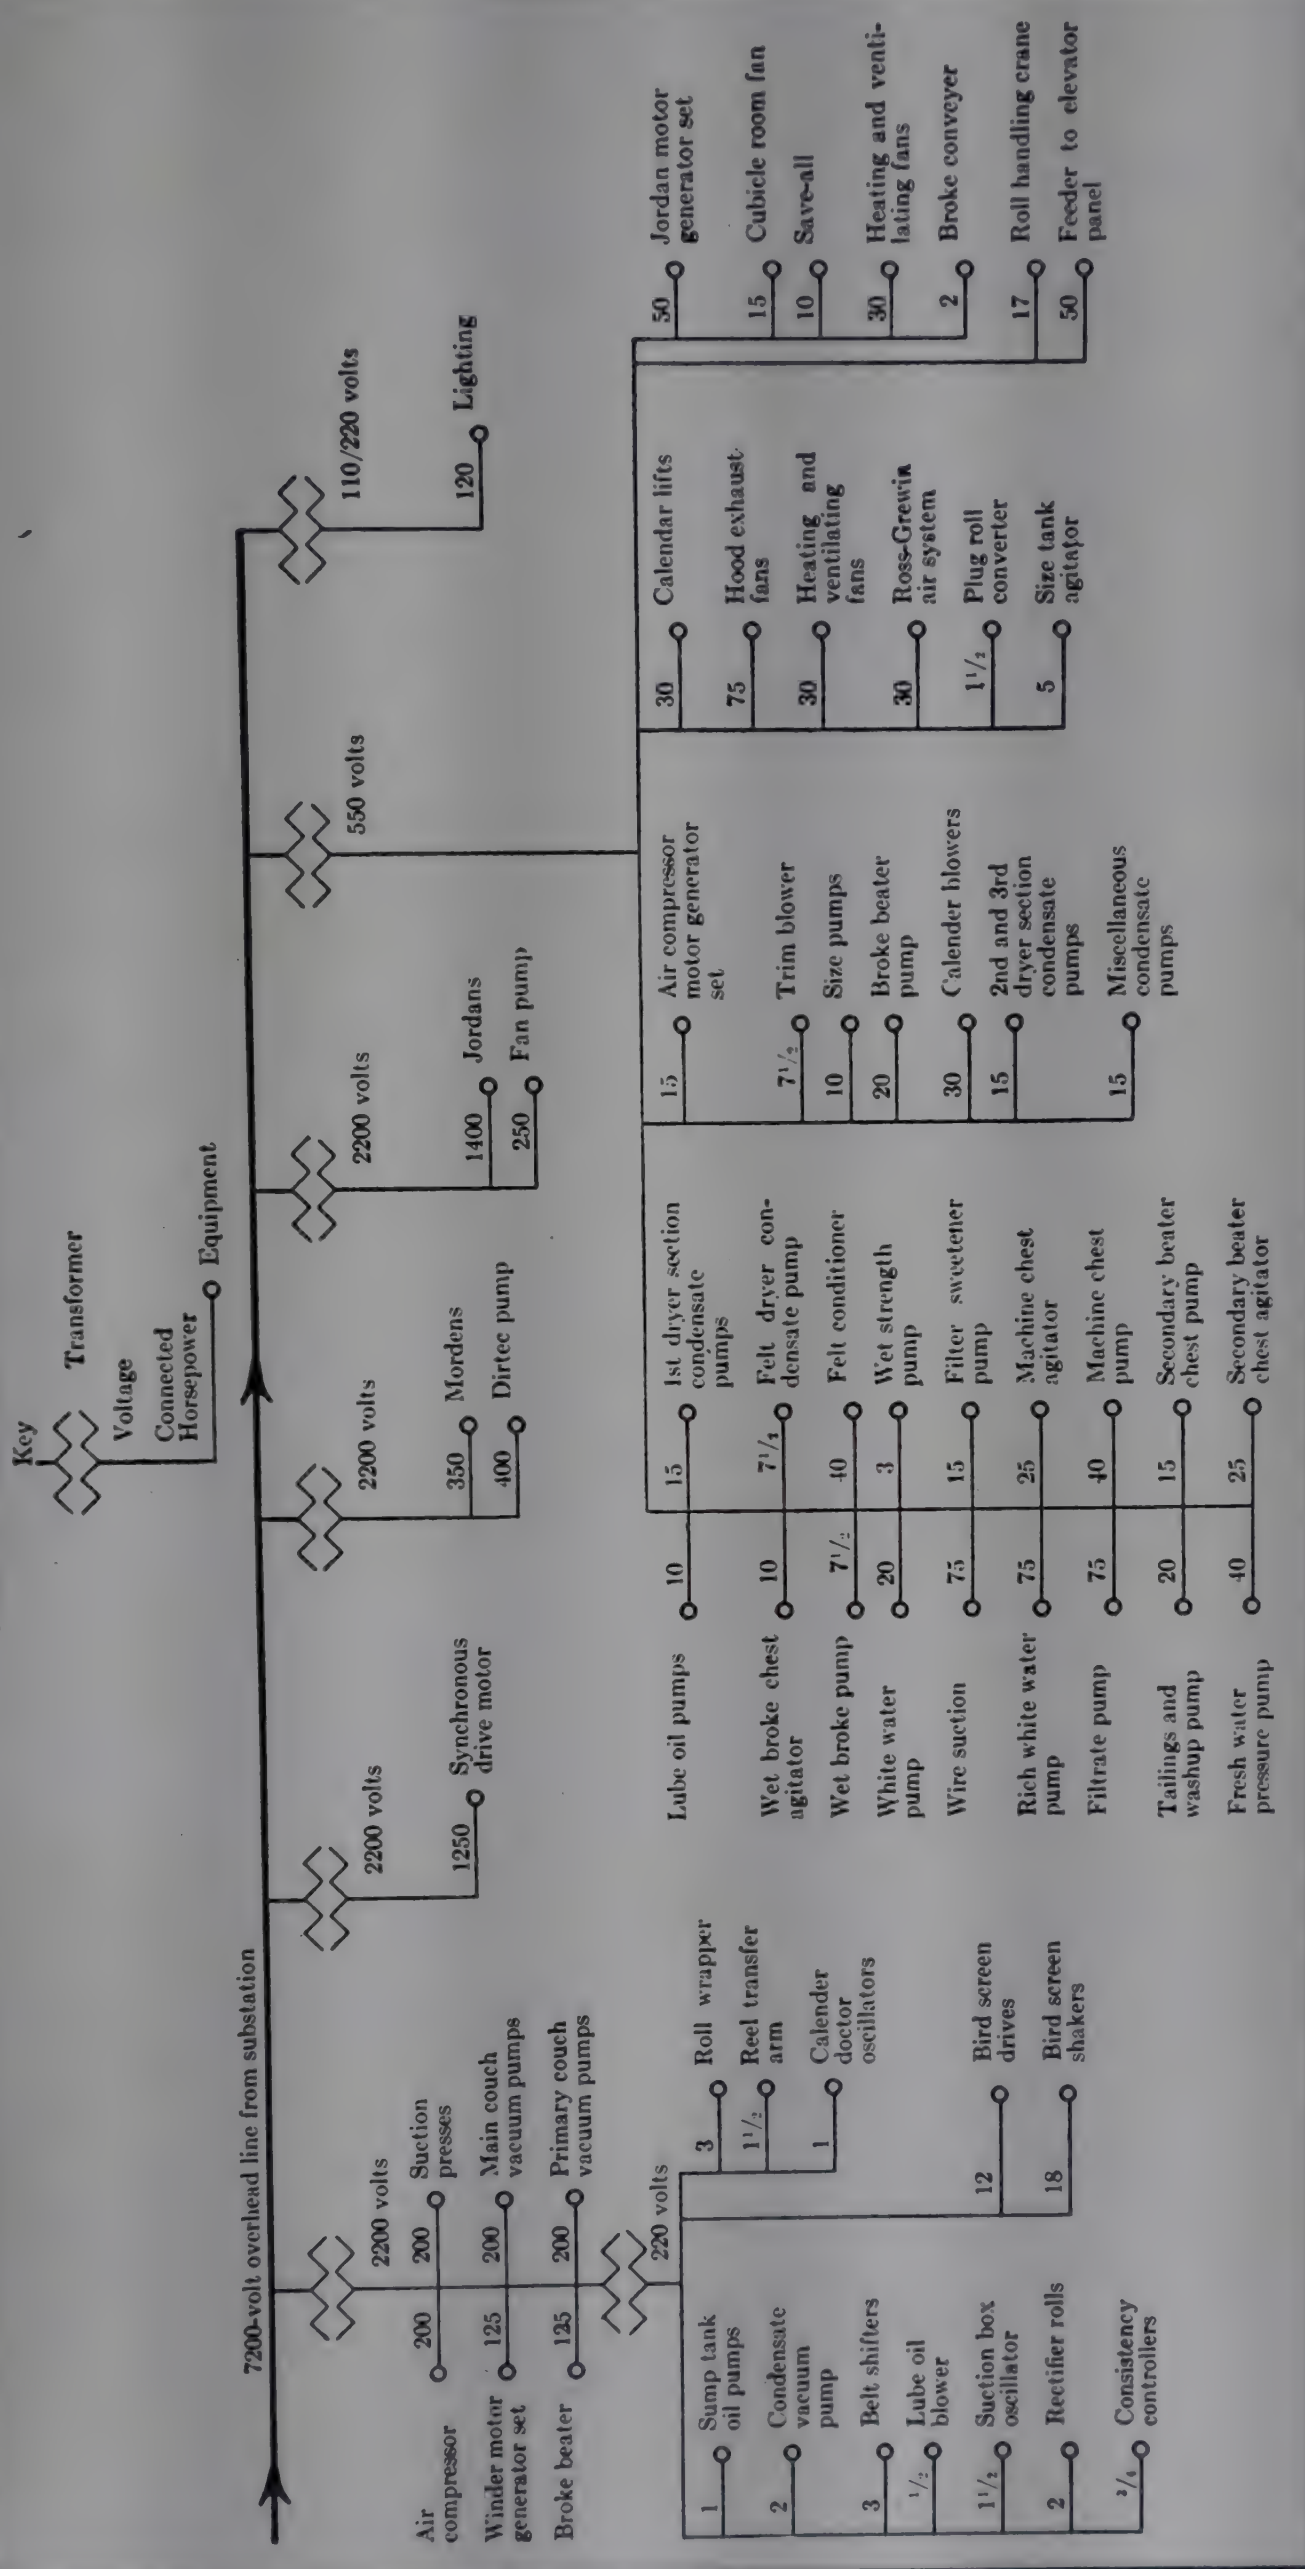 Key
Transformer
Voltage
Connected
Horsepower
Equipment
7200-volt overhead line from substation
2200 volts
200
Air
compressor
200
Suction
presses
125
Winder motor
generator set
200
Main couch
vacuum pumps
125
Broke beater
200
Primary couch
vacuum pumps
220 volts
1
Sump tank
oil pumps
2
Condensate
vacuum
pump
3
Belt shifters
1/2
Lube oil
blower
1 1/2
Suction box
oscillator
2
Rectifier rolls
3/4
Consistency
controllers
3
Roll wrapper
1 1/2
Reel transfer
arm
1
Calender
doctor
oscillators
12
Bird screen
drives
18
Bird screen
shakers
2200 volts
1250
Synchronous
drive motor
2200 volts
350
Mordens
400
Dirtec pump
2200 volts
1400
Jordans
250
Fan pump
550 volts
Lube oil pumps
10
15
1st dryer section
condensate
pumps
Wet broke chest
agitator
10
7 1/2
Felt dryer con-
densate pump
Wet broke pump
7 1/2
40
Felt conditioner
White water
pump
20
3
Wet strength
pump
Wire suction
75
15
Filter sweetener
pump
Rich white water
pump
75
25
Machine chest
agitator
Filtrate pump
75
40
Machine chest
pump
Tailings and
washup pump
20
15
Secondary beater
chest pump
Fresh water
pressure pump
40
25
Secondary beater
chest agitator
15
Air compressor
motor generator
set
7 1/2
Trim blower
10
Size pumps
20
Broke beater
pump
30
Calender blowers
15
2nd and 3rd
dryer section
condensate
pumps
15
Miscellaneous
condensate
pumps
30
Calendar lifts
75
Hood exhaust
fans
30
Heating and
ventilating
fans
30
Ross-Grewin
air system
1 1/2
Plug roll
converter
5
Size tank
agitator
50
Jordan motor
generator set
15
Cubicle room fan
10
Save-all
30
Heating and venti-
lating fans
2
Broke conveyer
17
Roll handling crane
50
Feeder to elevator
panel
110/220 volts
120
Lighting